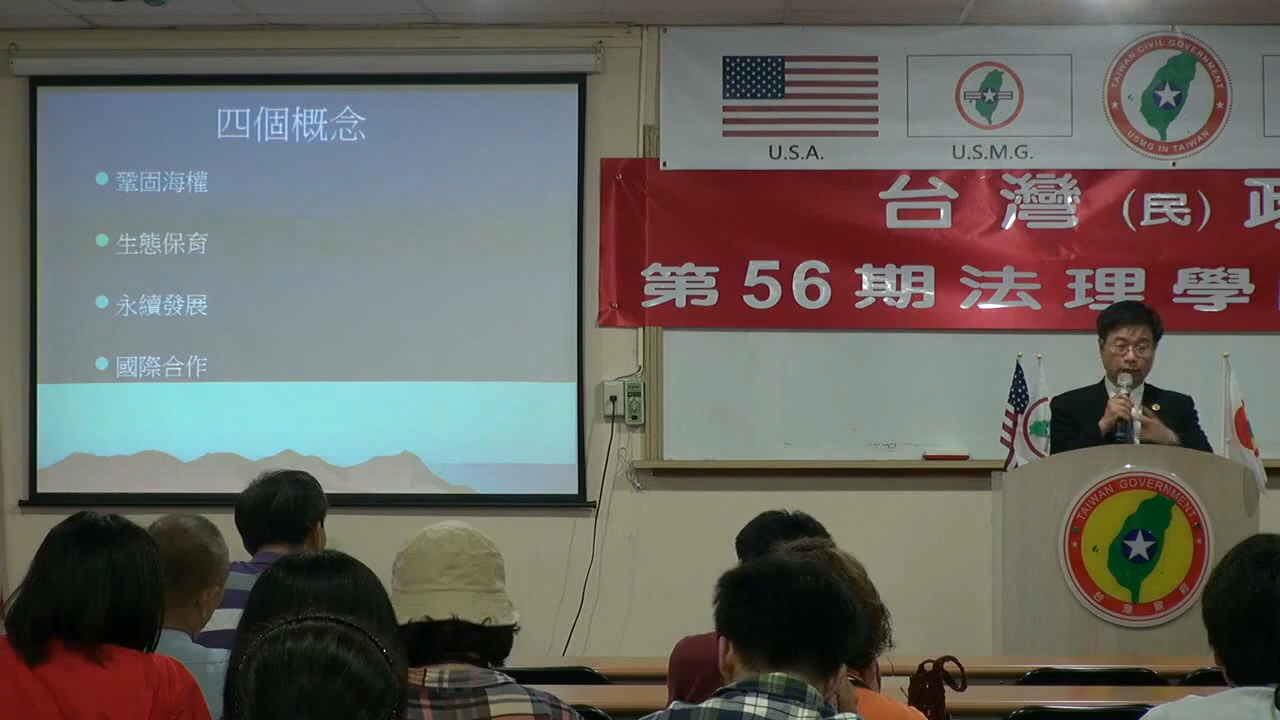 四個概念
鞏固海權
生態保育
永續發展
國際合作
U.S.A.
U.S.M.G.
TAIWAN CIVIL GOVERNMENT
USMG IN TAIWAN
台灣(民)政
第56期法理學
TAIWAN GOVERNMENT
台灣政府